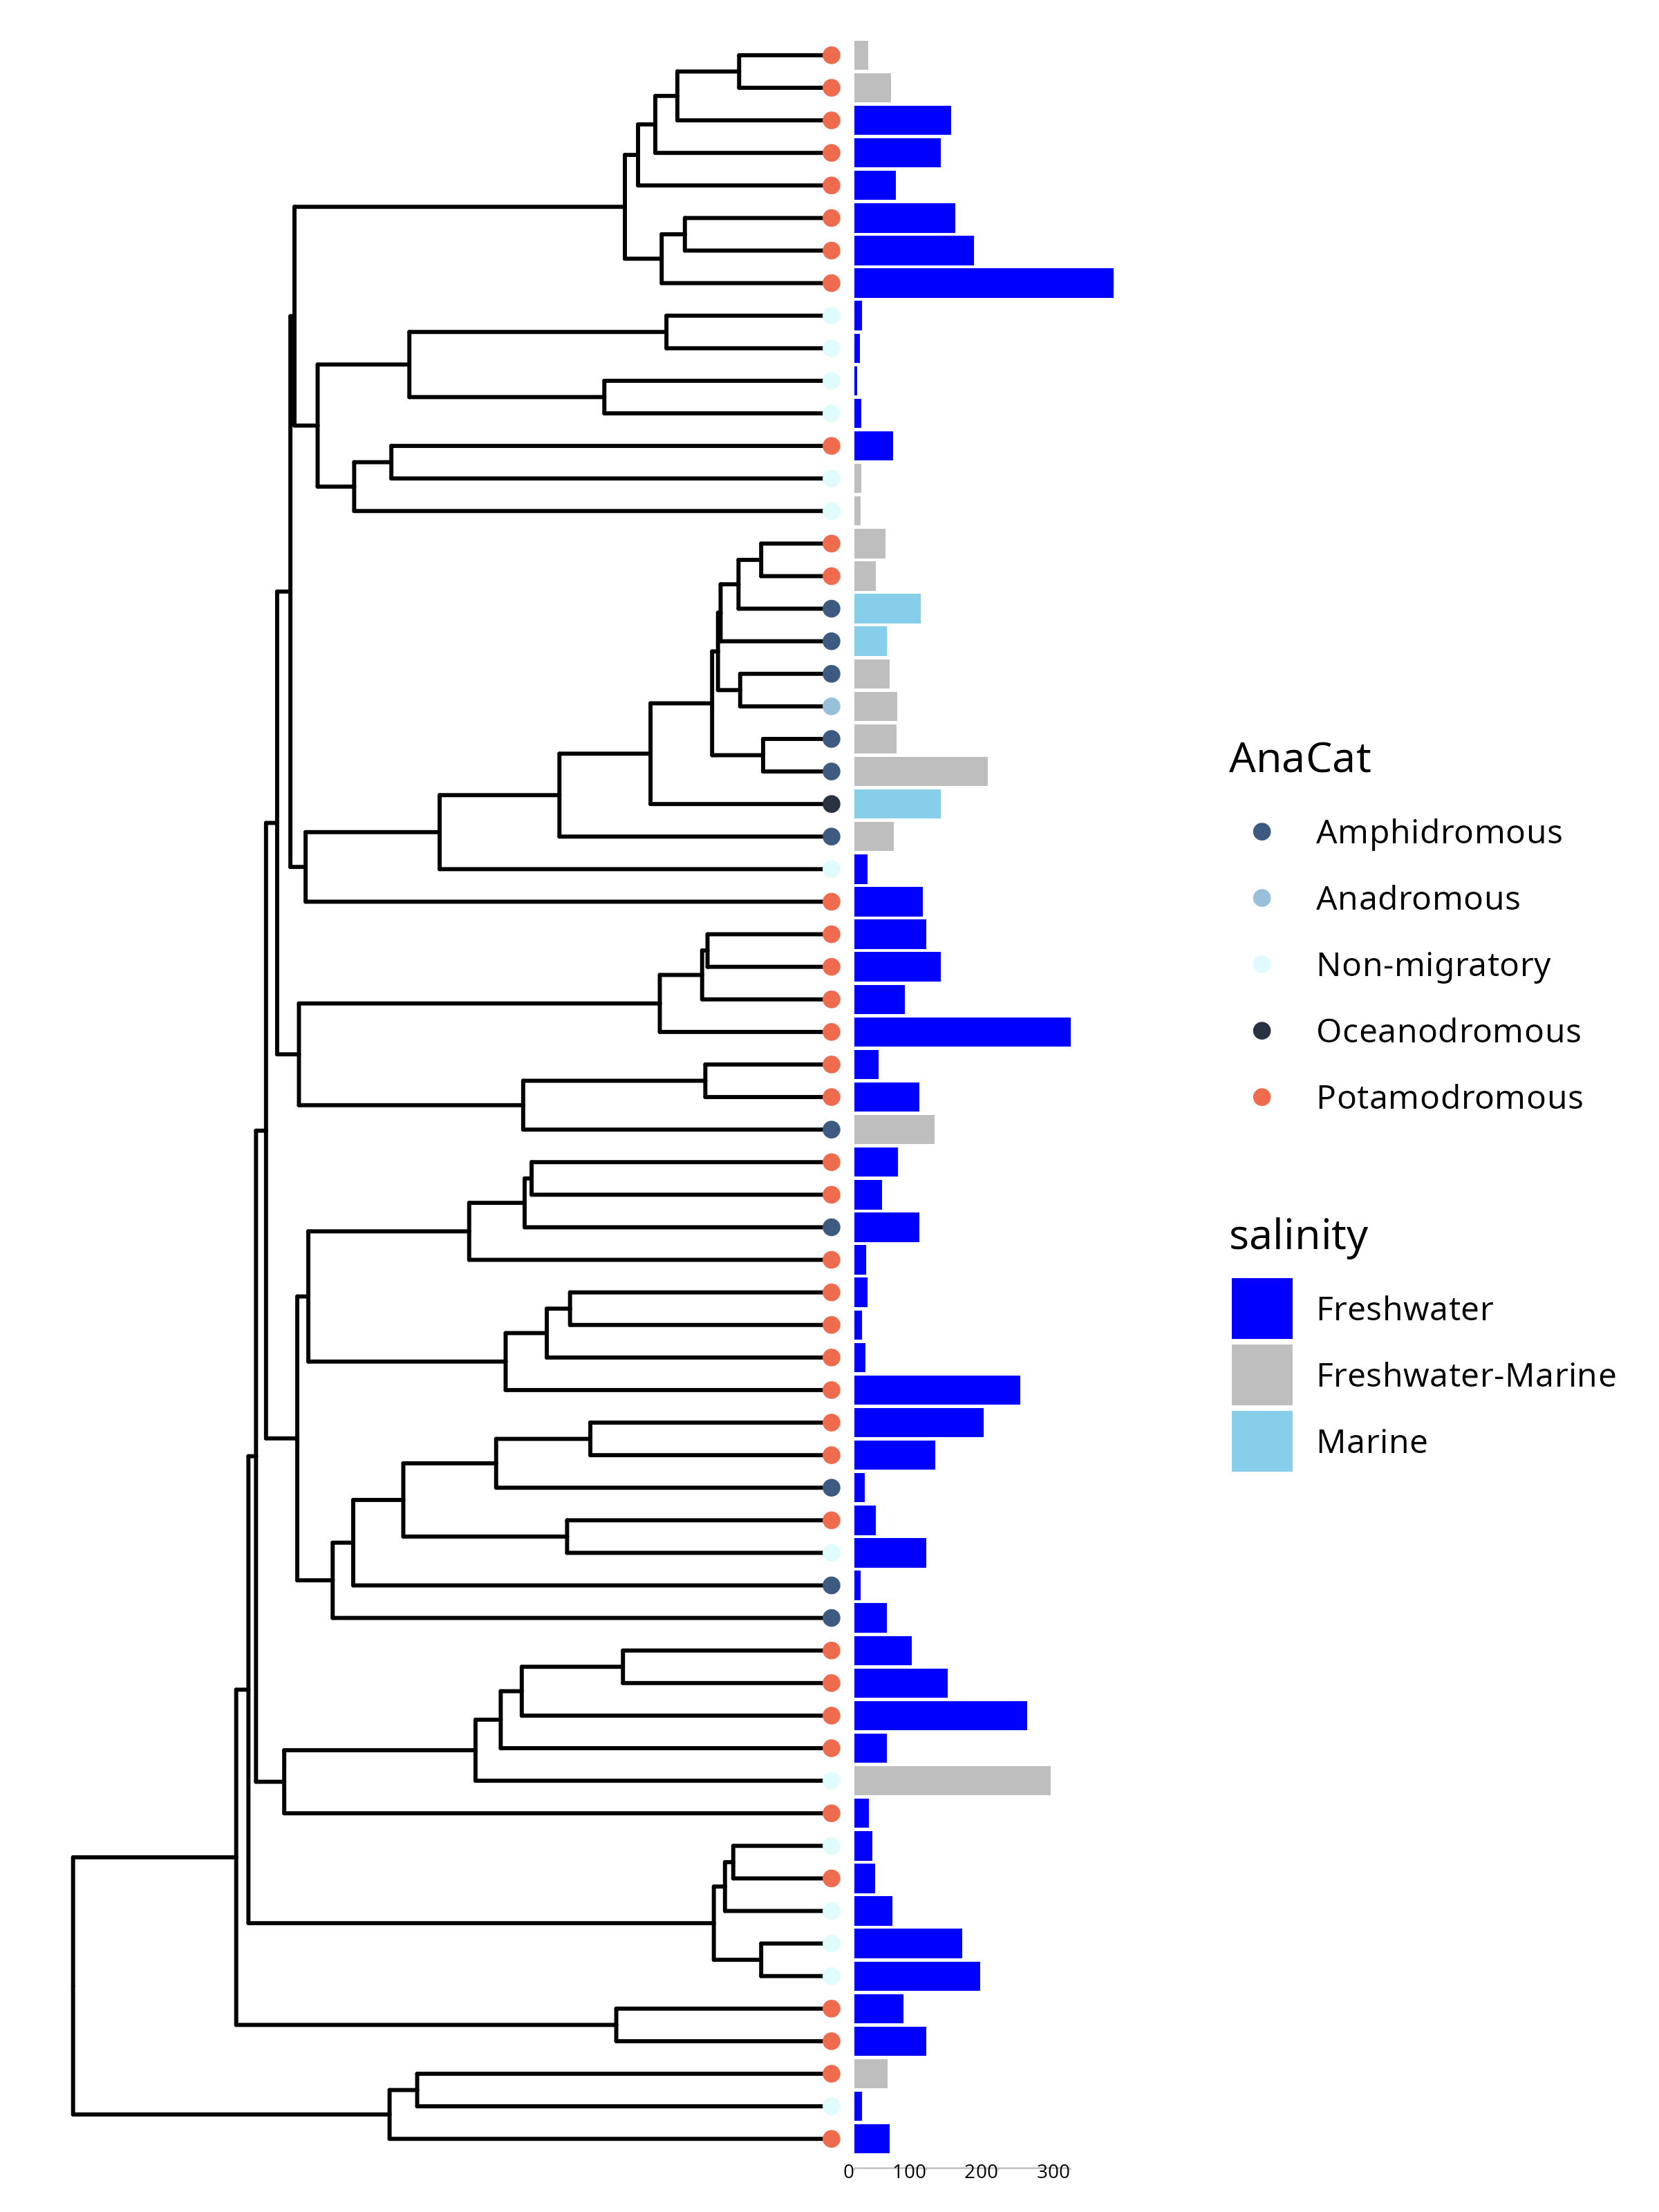 AnaCat
Amphidromous
Anadromous
Non-migratory
Oceanodromous
Potamodromous
salinity
Freshwater
Freshwater-Marine
Marine
0 100 200 300